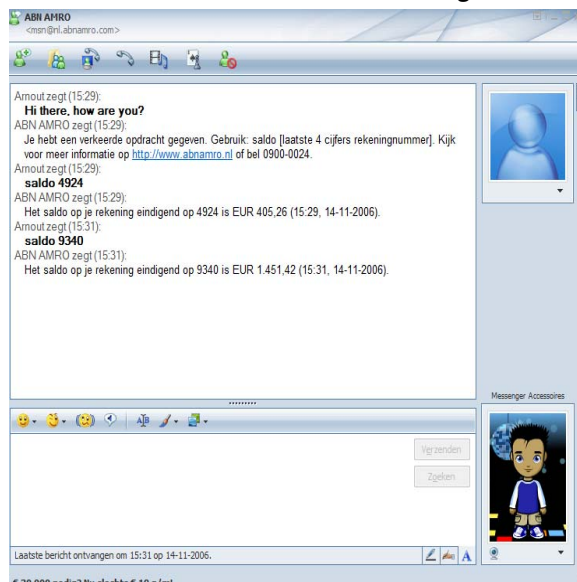 ABN AMRO
<msn@nl.abnamro.com>
Arnout zegt (15:29):
Hi there, how are you?
ABN AMRO zegt (15:29):
Je hebt een verkeerde opdracht gegeven. Gebruik: saldo [laatste 4 cijfers rekeningnummer]. Kijk
voor meer informatie op http://www.abnamro.nl of bel 0900-0024.
Arnout zegt (15:29):
saldo 4924
ABN AMRO zegt (15:29):
Het saldo op je rekening eindigend op 4924 is EUR 405,26 (15:29, 14-11-2006).
Arnout zegt (15:31):
saldo 9340
ABN AMRO zegt (15:31):
Het saldo op je rekening eindigend op 9340 is EUR 1.451,42 (15:31, 14-11-2006).
Messenger Accessoires
Verzenden
Zoeken
Laatste bericht ontvangen om 15:31 op 14-11-2006.